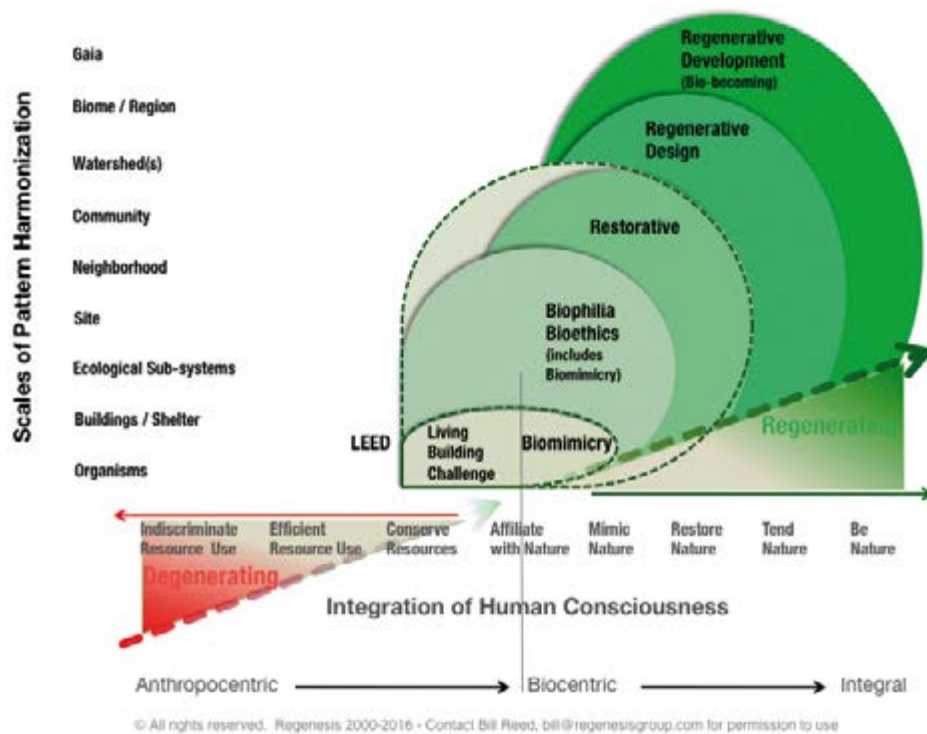 Scales of Pattern Harmonization
Gaia
Biome / Region
Watershed(s)
Community
Neighborhood
Site
Ecological Sub-systems
Buildings / Shelter
Organisms
Regenerative
Development
(Bio-becoming)
Regenerative
Design
Restorative
Biophilia
Bioethics
(includes
Biomimicry)
LEED
Living
Building
Challenge
Biomimicry
Regenerating
Indiscriminate
Resource Use
Efficient
Resource Use
Conserve
Resources
Affiliate
with Nature
Mimic
Nature
Restore
Nature
Tend
Nature
Be
Nature
Degenerating
Integration of Human Consciousness
Anthropocentric
Biocentric
Integral
© All rights reserved. Regenesis 2000-2016 - Contact Bill Reed, bill@regenesisgroup.com for permission to use